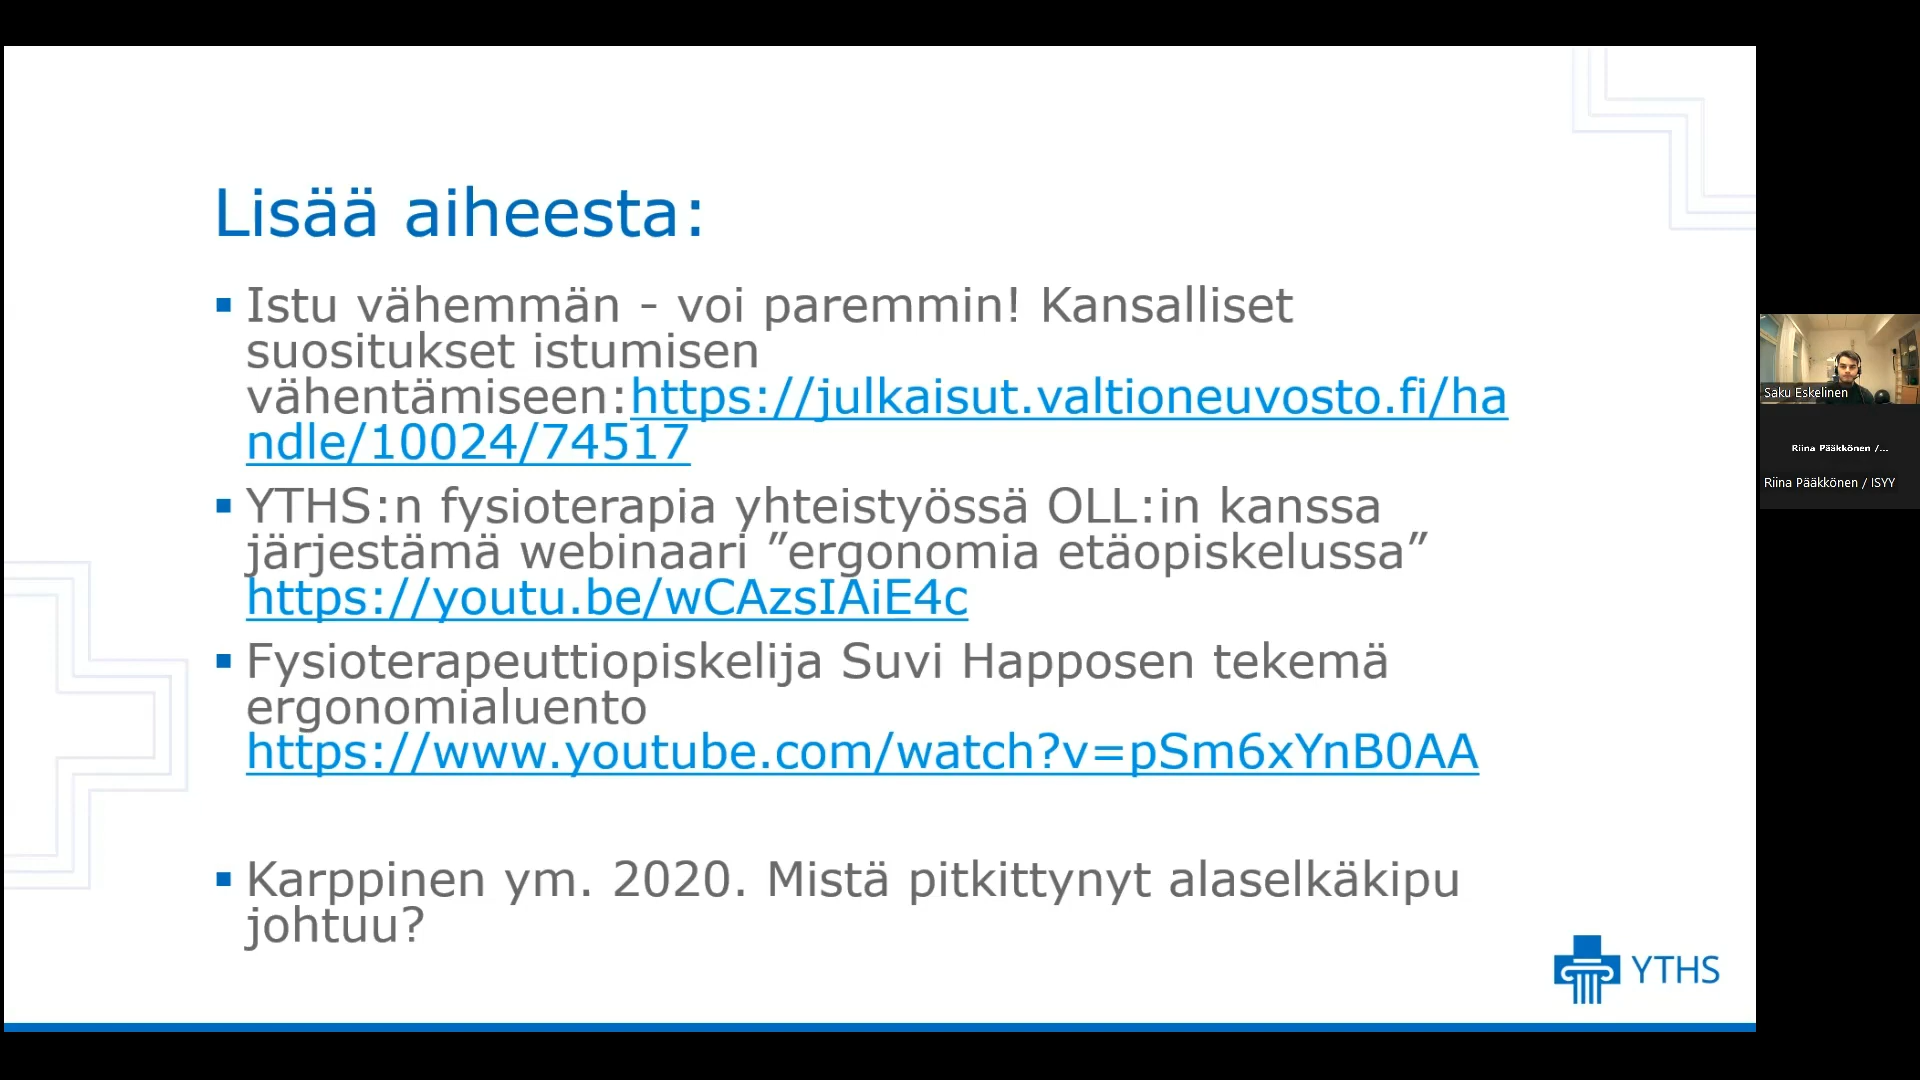 Lisää aiheesta:
Istu vähemmän - voi paremmin! Kansalliset
suositukset istumisen
vähentämiseen:https://julkaisut.valtioneuvosto.fi/ha
ndle/10024/74517
YTHS:n fysioterapia yhteistyössä OLL:in kanssa
järjestämä webinaari ”ergonomia etäopiskelussa”
https://youtu.be/wCAzsIAiE4c
Fysioterapeuttiopiskelija Suvi Happosen tekemä
ergonomialuento
https://www.youtube.com/watch?v=pSm6xYnB0AA
Karppinen ym. 2020. Mistä pitkittynyt alaselkäkipu
johtuu?
YTHS
Saku Eskelinen
Riina Pääkkönen /...
Riina Pääkkönen / ISYY